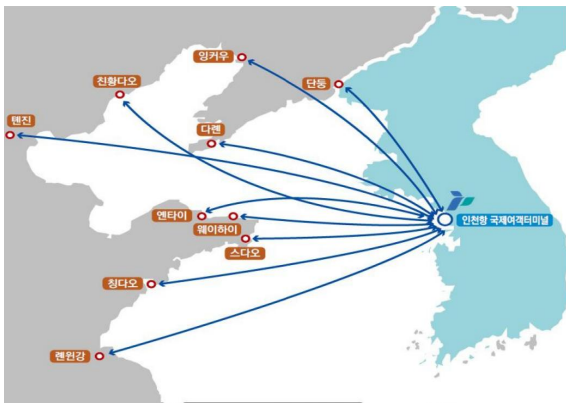 잉커우
친황다오
단둥
톈진
다롄
엔타이
웨이하이
인천항 국제여객터미널
스다오
칭다오
롄윈강